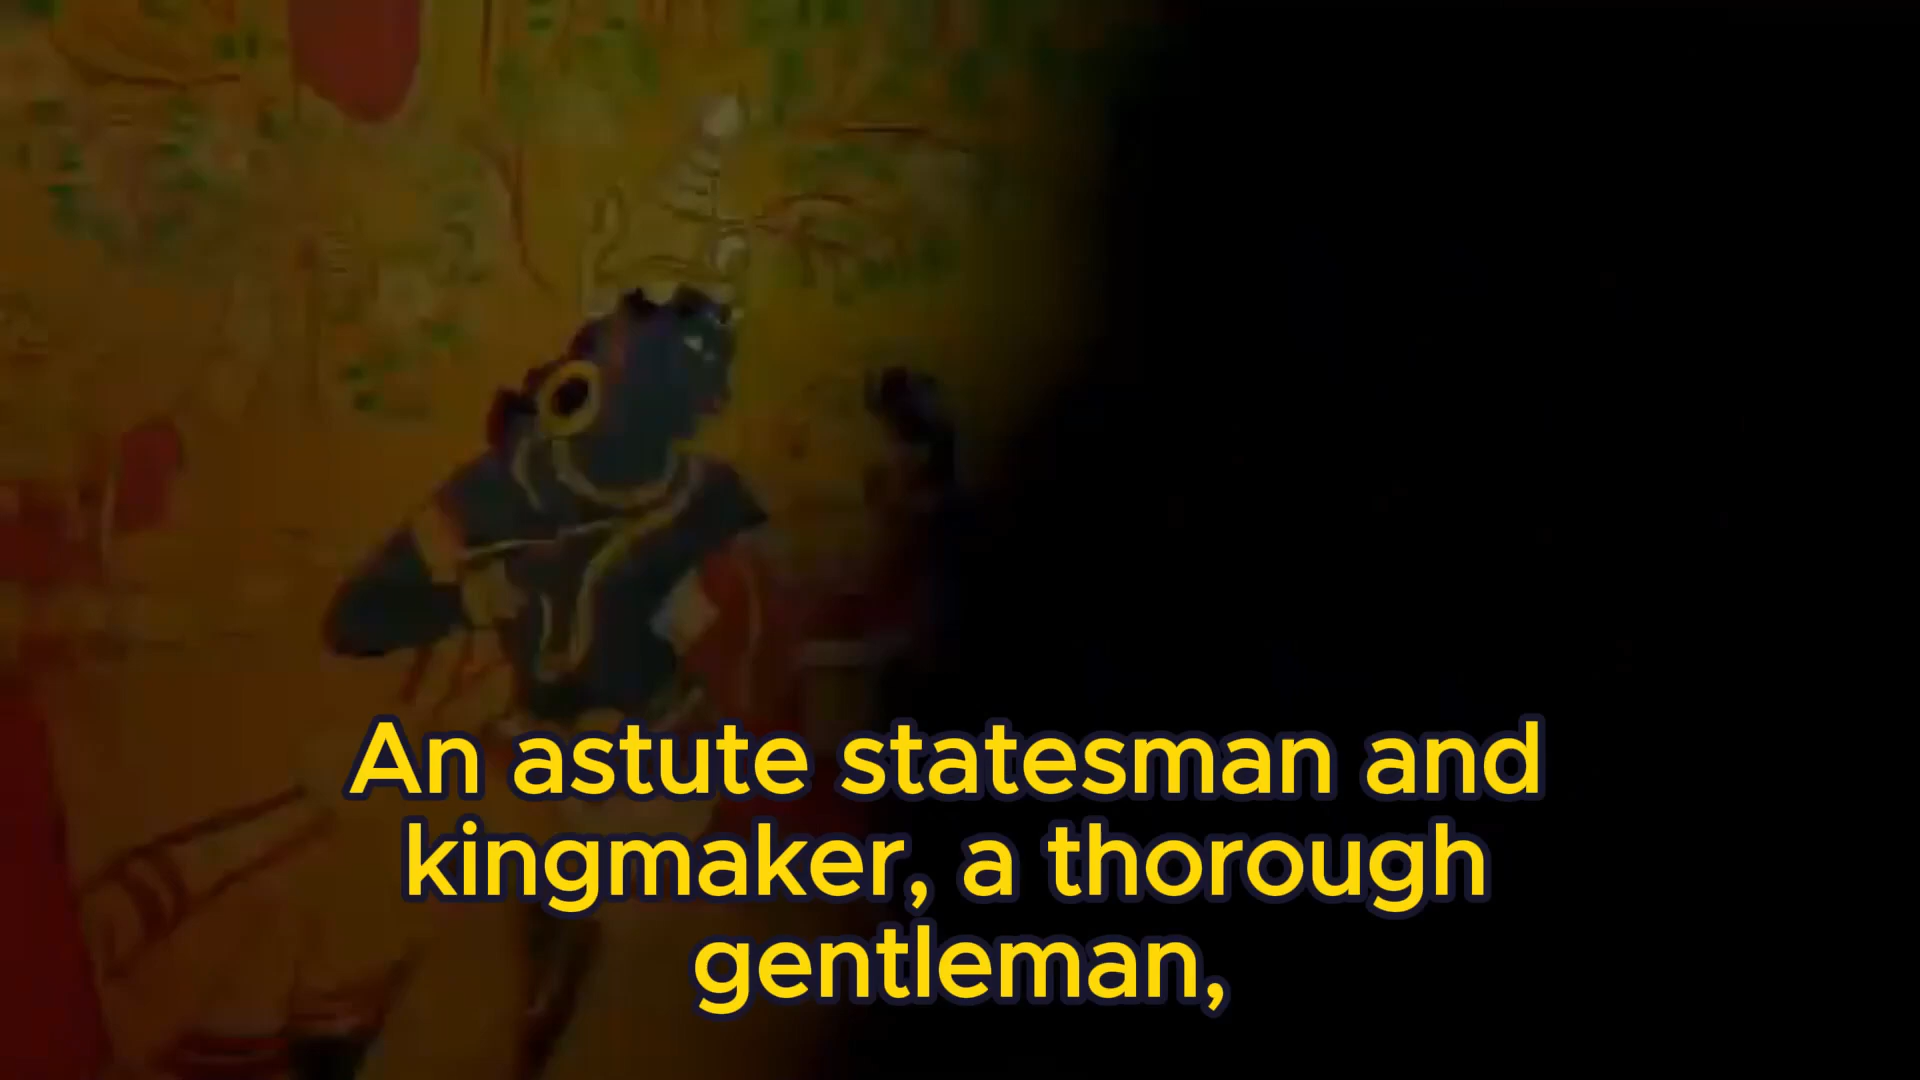 An astute statesman and
kingmaker, a thorough
gentleman,